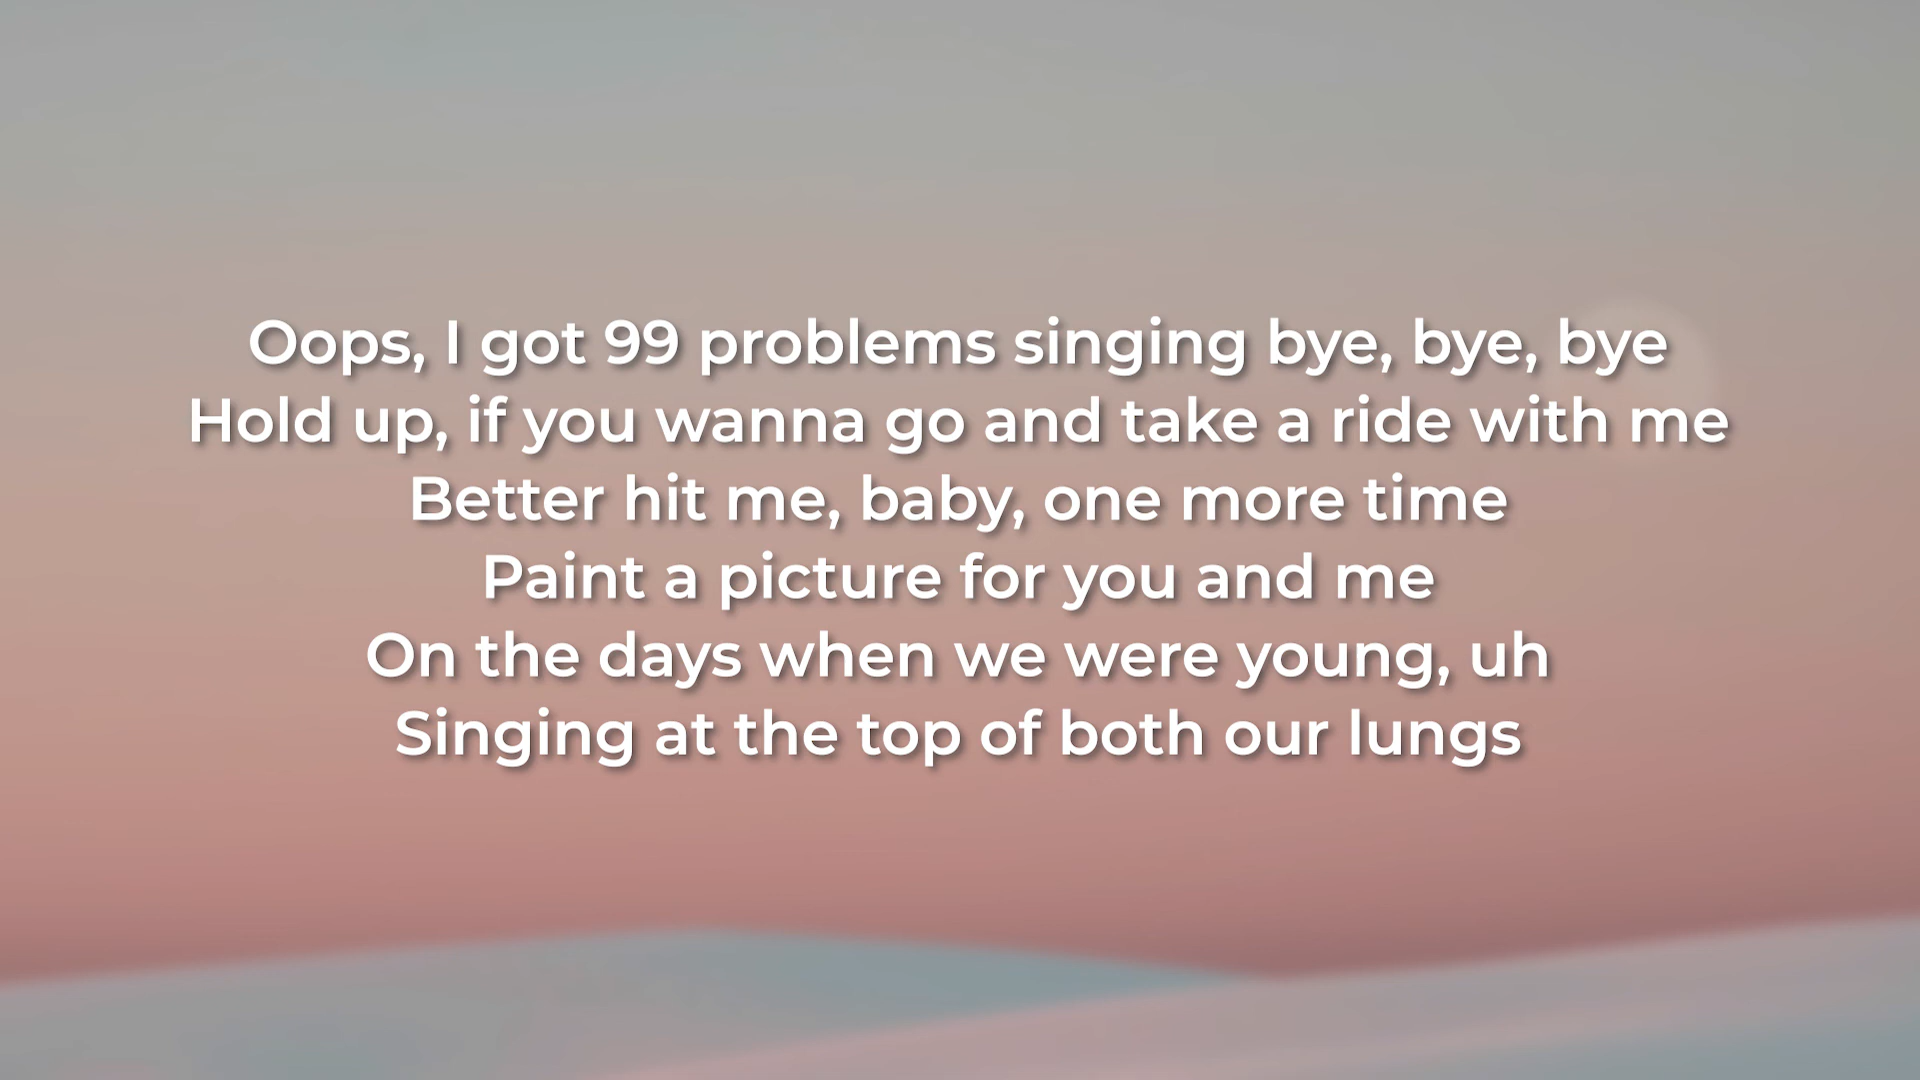 Oops, I got 99 problems singing bye, bye, bye
Hold up, if you wanna go and take a ride with me
Better hit me, baby, one more time
Paint a picture for you and me
On the days when we were young, uh
Singing at the top of both our lungs